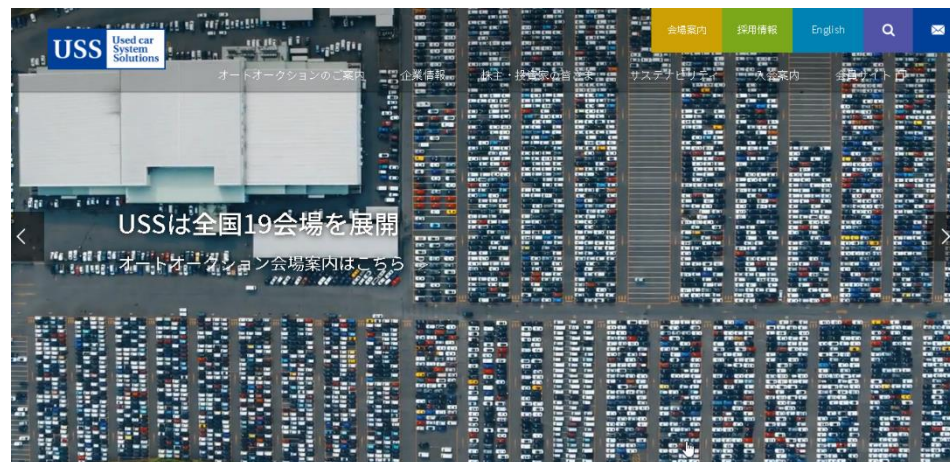 会場案内
採用情報
English
USS Used car
System
Solutions
オートオークションのご案内
企業情報
株主・投資家の皆さま
サステナビリティ
入会案内
会員サイト
USSは全国19会場を展開
オートオークション会場案内はこちら